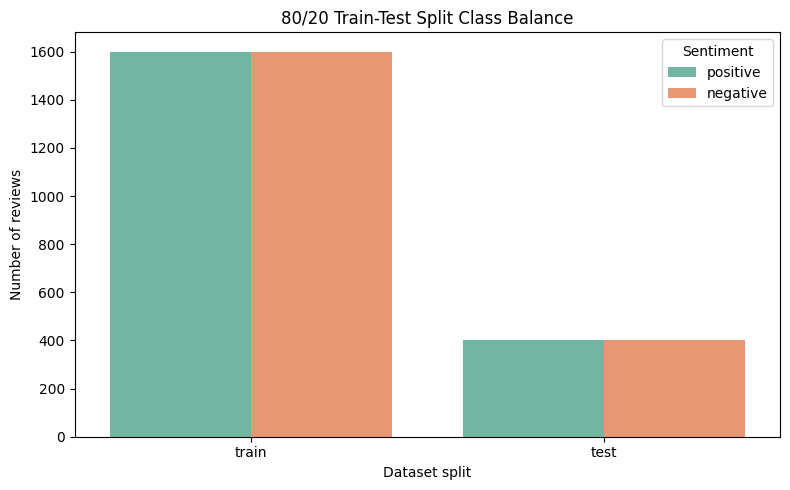 80/20 Train-Test Split Class Balance
Sentiment
positive
negative
Number of reviews
1600
1400
1200
1000
800
600
400
200
0
train
test
Dataset split